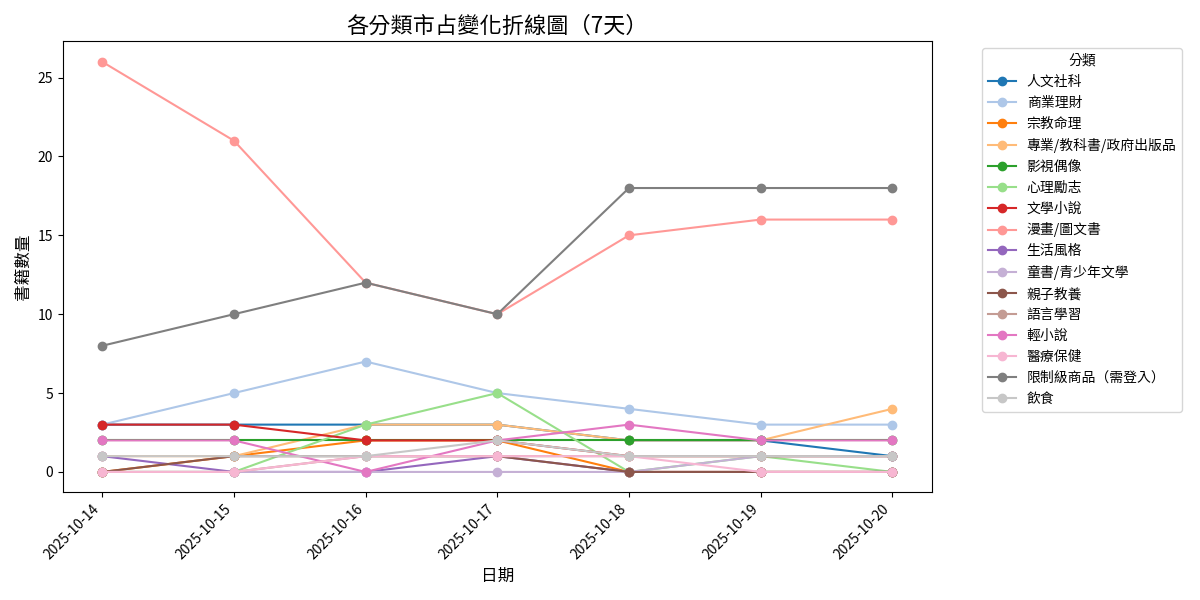 各分類市占變化折線圖（7天）
書籍數量
25
20
15
10
5
0
2025-10-14
2025-10-15
2025-10-16
2025-10-17
2025-10-18
2025-10-19
2025-10-20
日期
分類
人文社科
商業理財
宗教命理
專業/教科書/政府出版品
影視偶像
心理勵志
文學小說
漫畫/圖文書
生活風格
童書/青少年文學
親子教養
語言學習
輕小說
醫療保健
限制級商品（需登入）
飲食